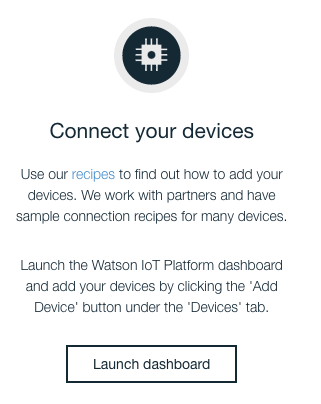 Connect your devices
Use our recipes to find out how to add your
devices. We work with partners and have
sample connection recipes for many devices.
Launch the Watson IoT Platform dashboard
and add your devices by clicking the 'Add
Device' button under the 'Devices' tab.
Launch dashboard